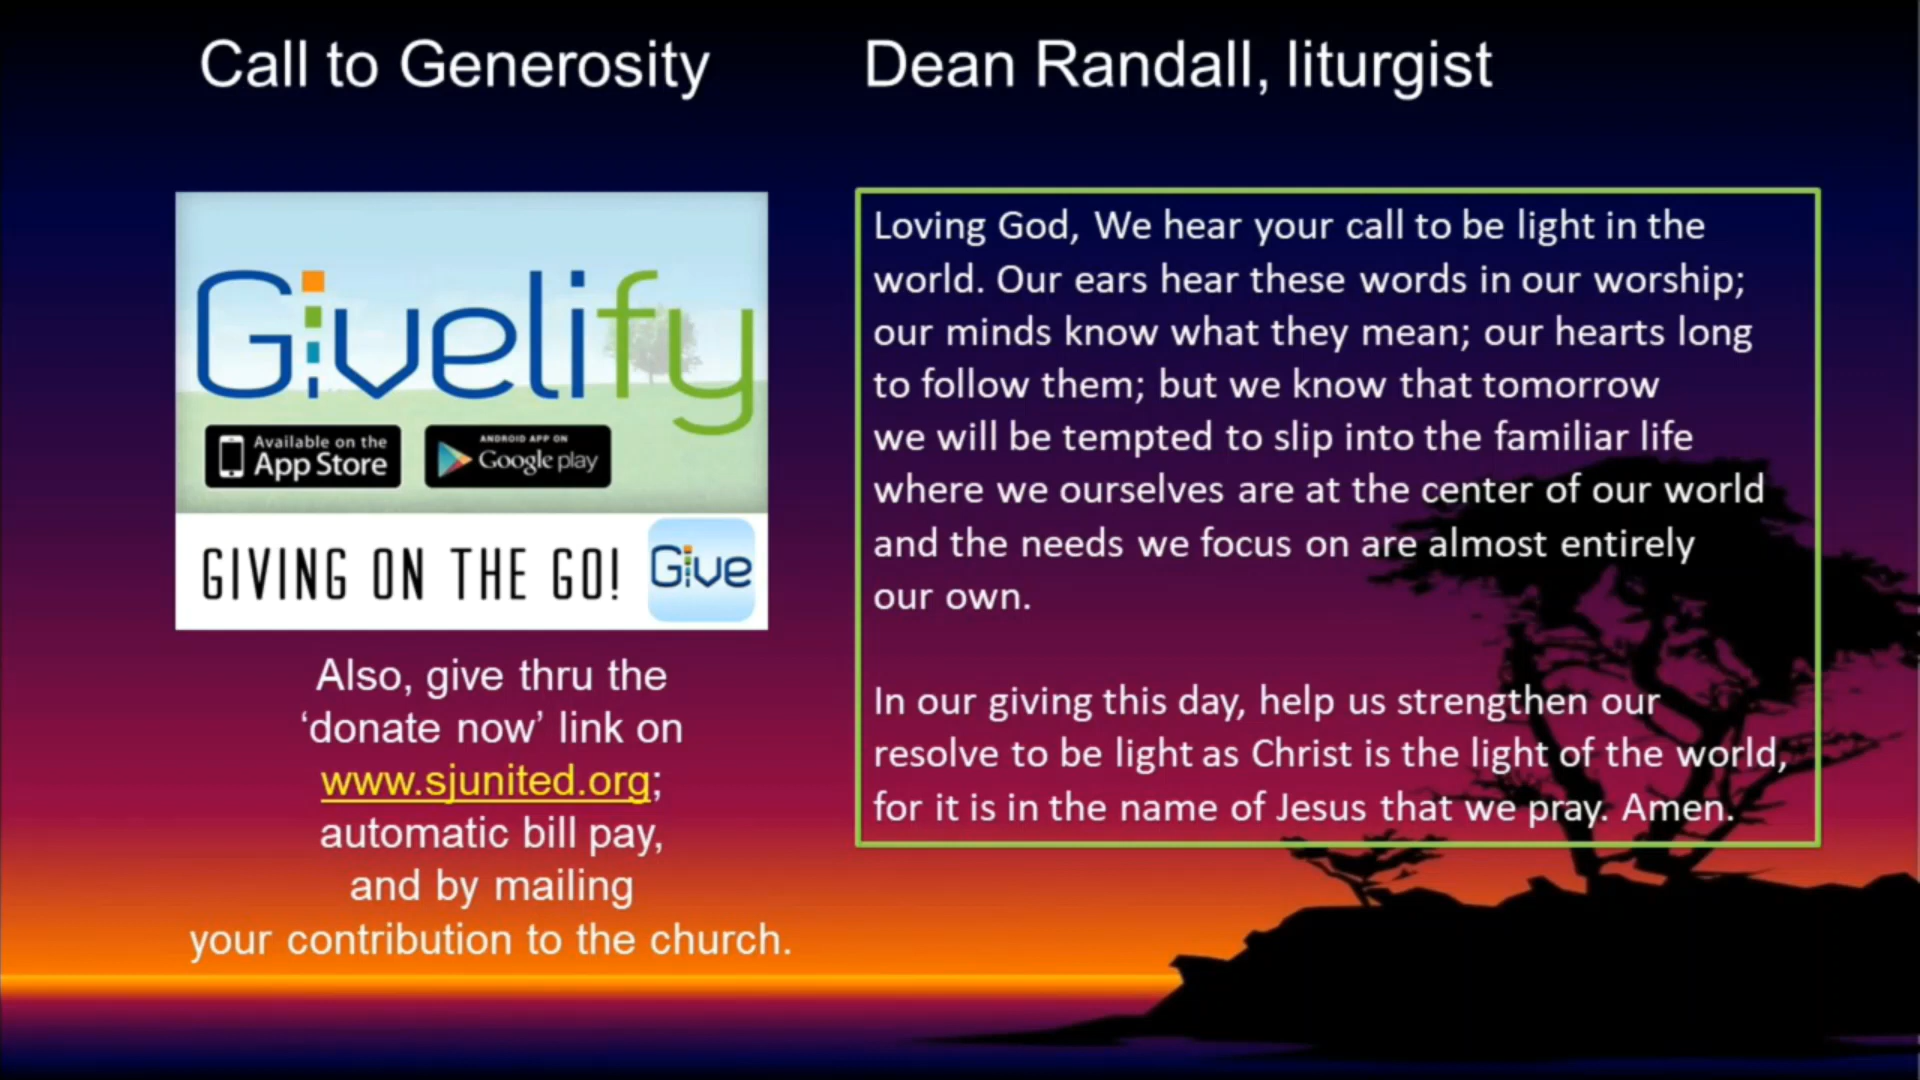 Call to Generosity
Dean Randall, liturgist
Givelify
Available on the
App Store
ANDROID APP ON
Google play
GIVING ON THE GO!
Give
Also, give thru the
‘donate now’ link on
www.sjunited.org;
automatic bill pay,
and by mailing
your contribution to the church.
Loving God, We hear your call to be light in the
world. Our ears hear these words in our worship;
our minds know what they mean; our hearts long
to follow them; but we know that tomorrow
we will be tempted to slip into the familiar life
where we ourselves are at the center of our world
and the needs we focus on are almost entirely
our own.
In our giving this day, help us strengthen our
resolve to be light as Christ is the light of the world,
for it is in the name of Jesus that we pray. Amen.